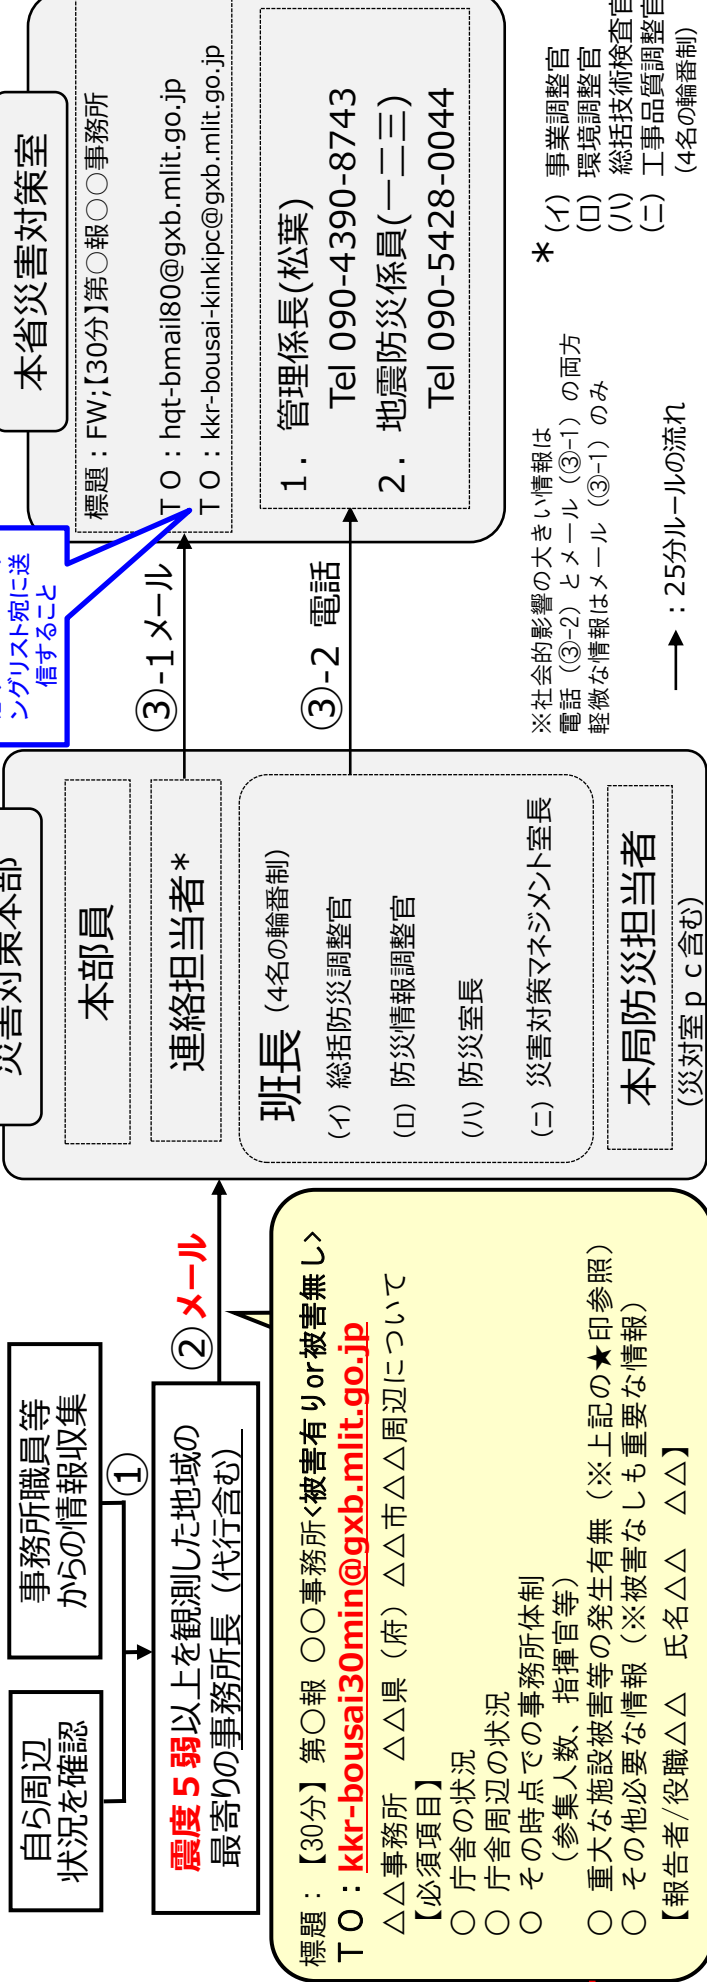 自ら周辺
状況を確認
事務所職員等
からの情報収集
①
震度５弱以上を観測した地域の
最寄りの事務所長（代行含む）
②メール
標題：【30分】第〇報 〇〇事務所<被害有りor被害無し>
ＴＯ：kkr-bousai30min@gxb.mlit.go.jp
△△事務所　△△県（府）△△市△△周辺について
【必須項目】
〇 庁舎の状況
〇 庁舎周辺の状況
〇 その時点での事務所体制
（参集人数、指揮官等）
〇 重大な施設被害等の発生有無（※上記の★印参照）
〇 その他必要な情報（※被害なしも重要な情報）
【報告者/役職△△　氏名△△　△△】
災害対策本部
本部員
連絡担当者*
班長（4名の輪番制）
（イ）総括防災調整官
（ロ）防災情報調整官
（ハ）防災室長
（ニ）災害対策マネジメント室長
本局防災担当者
（災対室ｐｃ含む）
ングリスト宛に送
信すること
③-1メール
③-2 電話
本省災害対策室
標題：FW;【30分】第〇報〇〇事務所
ＴＯ：hqt-bmail80@gxb.mlit.go.jp
ＴＯ：kkr-bousai-kinkipc@gxb.mlit.go.jp
１．管理係長(松葉)
Tel 090-4390-8743
２．地震防災係員(一二三)
Tel 090-5428-0044
※社会的影響の大きい情報は
電話（③-2）とメール（③-1）の両方
軽微な情報はメール（③-1）のみ
：25分ルールの流れ
*（イ）事業調整官
（ロ）環境調整官
（ハ）総括技術検査官
（ニ）工事品質調整官
（4名の輪番制）